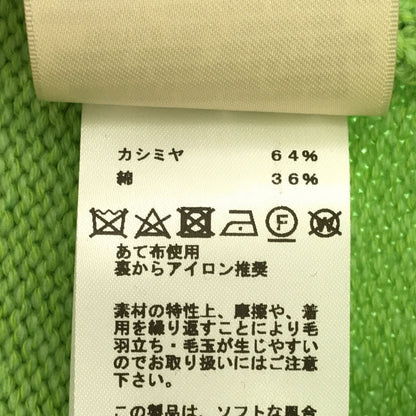 カシミヤ 64%
綿 36%
F W
あて布使用
裏からアイロン推奨
素材の特性上、摩擦や、着
用を繰り返すことにより毛
羽立ち・毛玉が生じやすい
のでお取り扱いにはご注意
下さい。
この製品は、ソフトな風合